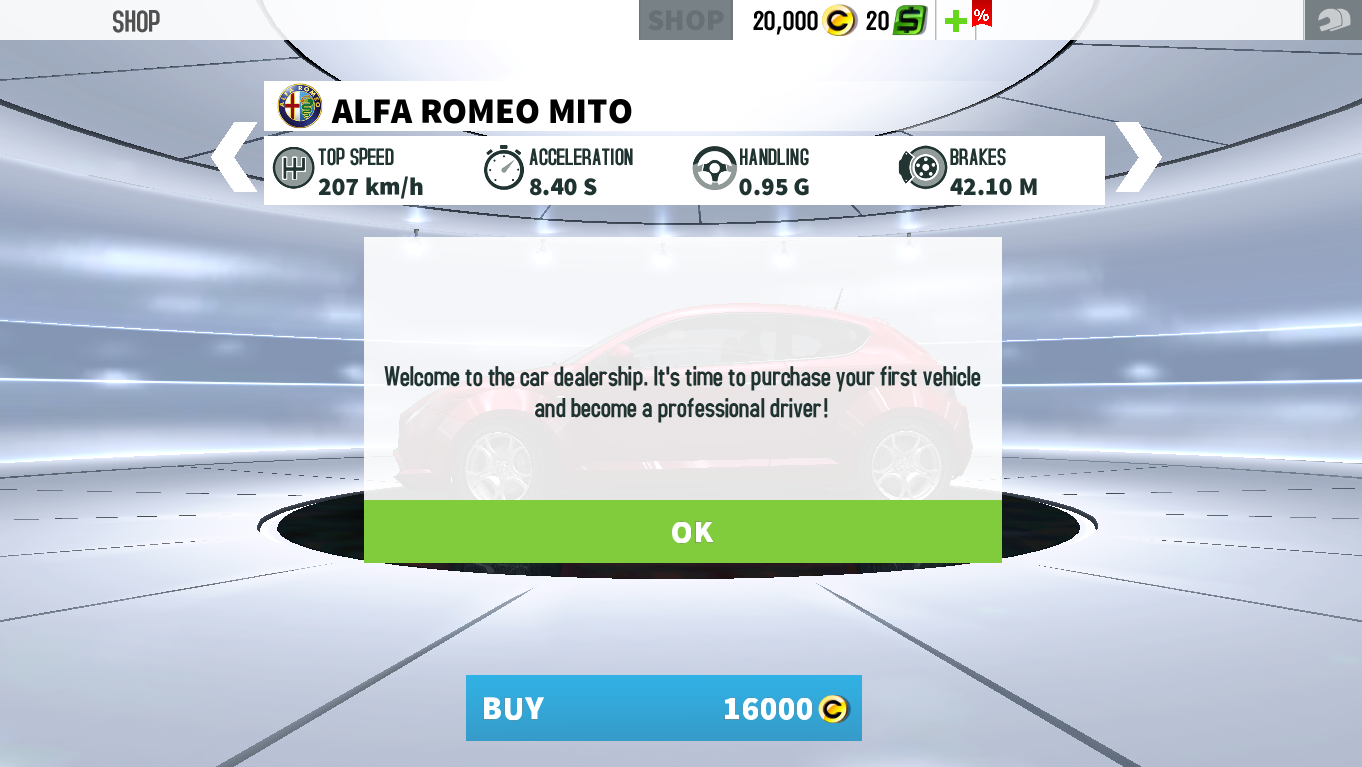 SHOP
SHOP
20,000
20
%
ALFA ROMEO MITO
TOP SPEED
207 km/h
ACCELERATION
8.40 S
HANDLING
0.95 G
BRAKES
42.10 M
Welcome to the car dealership. It's time to purchase your first vehicle
and become a professional driver!
OK
BUY 16000